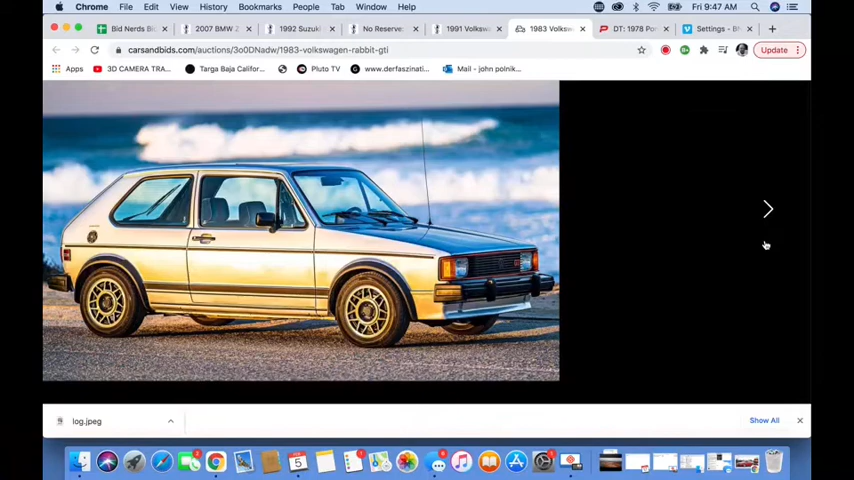 Chrome File Edit View History Bookmarks People Tab Window Help Fri 9:47 AM
Bid Nerds B 2007 BMW Z 1992 Suzuki No Reserve: 1991 Volksw 1983 Volksw DT: 1978 Por Settings - B
carsandbids.com/auctions/3o0DNadw/1983-volkswagen-rabbit-gti Update
Apps 3D CAMERA TRA... Targa Baja Califor... Pluto TV www.derfaszinati... Mail - john polnik...
log.jpeg Show All
5